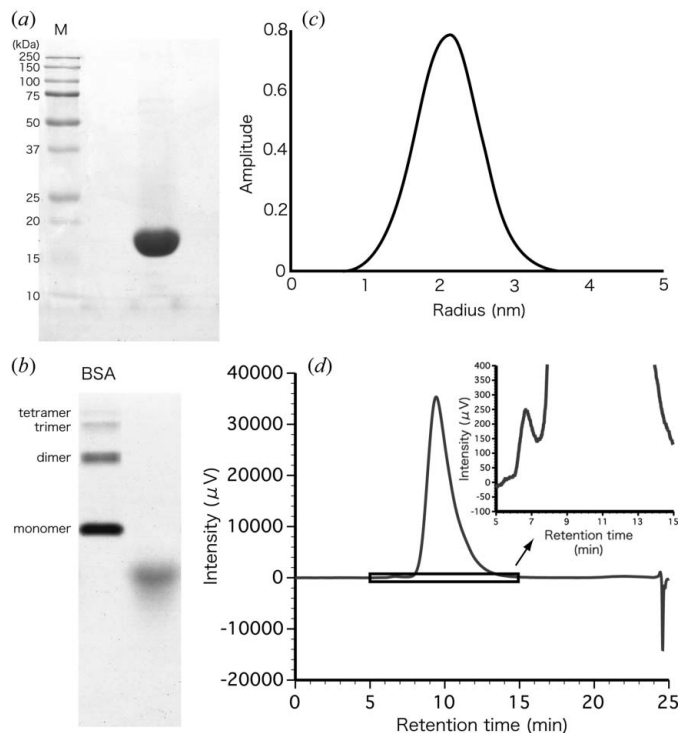 (a)
M
(kDa)
250
150
100
75
50
37
25
20
15
10
(c)
0.8
0.6
0.4
0.2
0
Amplitude
0 1 2 3 4 5
Radius (nm)
(b)
BSA
tetramer
trimer
dimer
monomer
(d)
40000
30000
20000
10000
0
-10000
-20000
Intensity (μV)
0 5 10 15 20 25
Retention time (min)
400
350
300
250
200
150
100
50
0
-50
-100
Intensity (μV)
5 7 9 11 13 15
Retention time
(min)